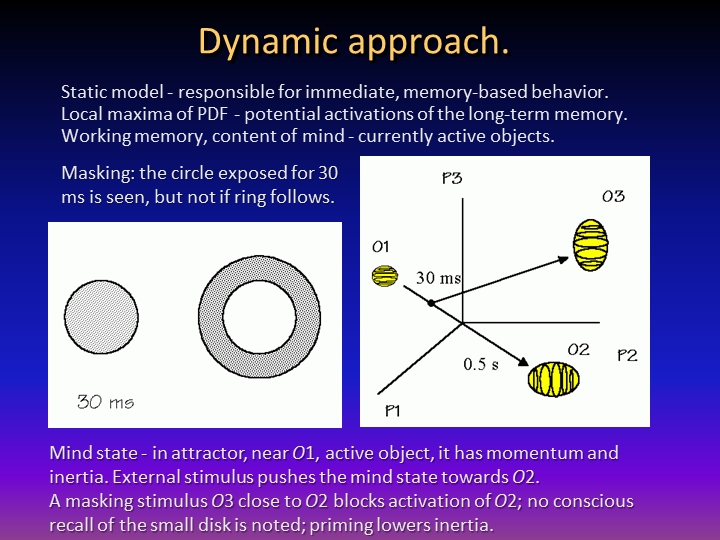 Dynamic approach.
Static model - responsible for immediate, memory-based behavior.
Local maxima of PDF - potential activations of the long-term memory.
Working memory, content of mind - currently active objects.
Masking: the circle exposed for 30
ms is seen, but not if ring follows.
30 ms
P3
O3
O1
30 ms
O2
P2
0.5 s
P1
Mind state - in attractor, near O1, active object, it has momentum and
inertia. External stimulus pushes the mind state towards O2.
A masking stimulus O3 close to O2 blocks activation of O2; no conscious
recall of the small disk is noted; priming lowers inertia.